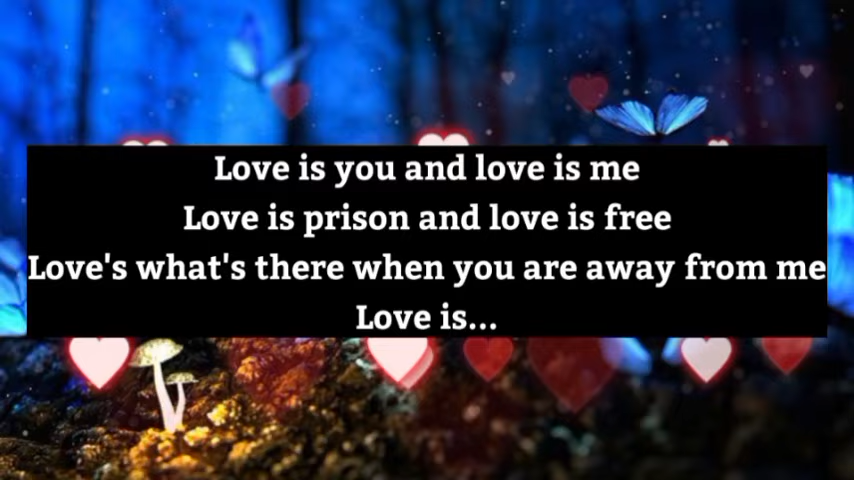 Love is you and love is me
Love is prison and love is free
Love's what's there when you are away from me
Love is...